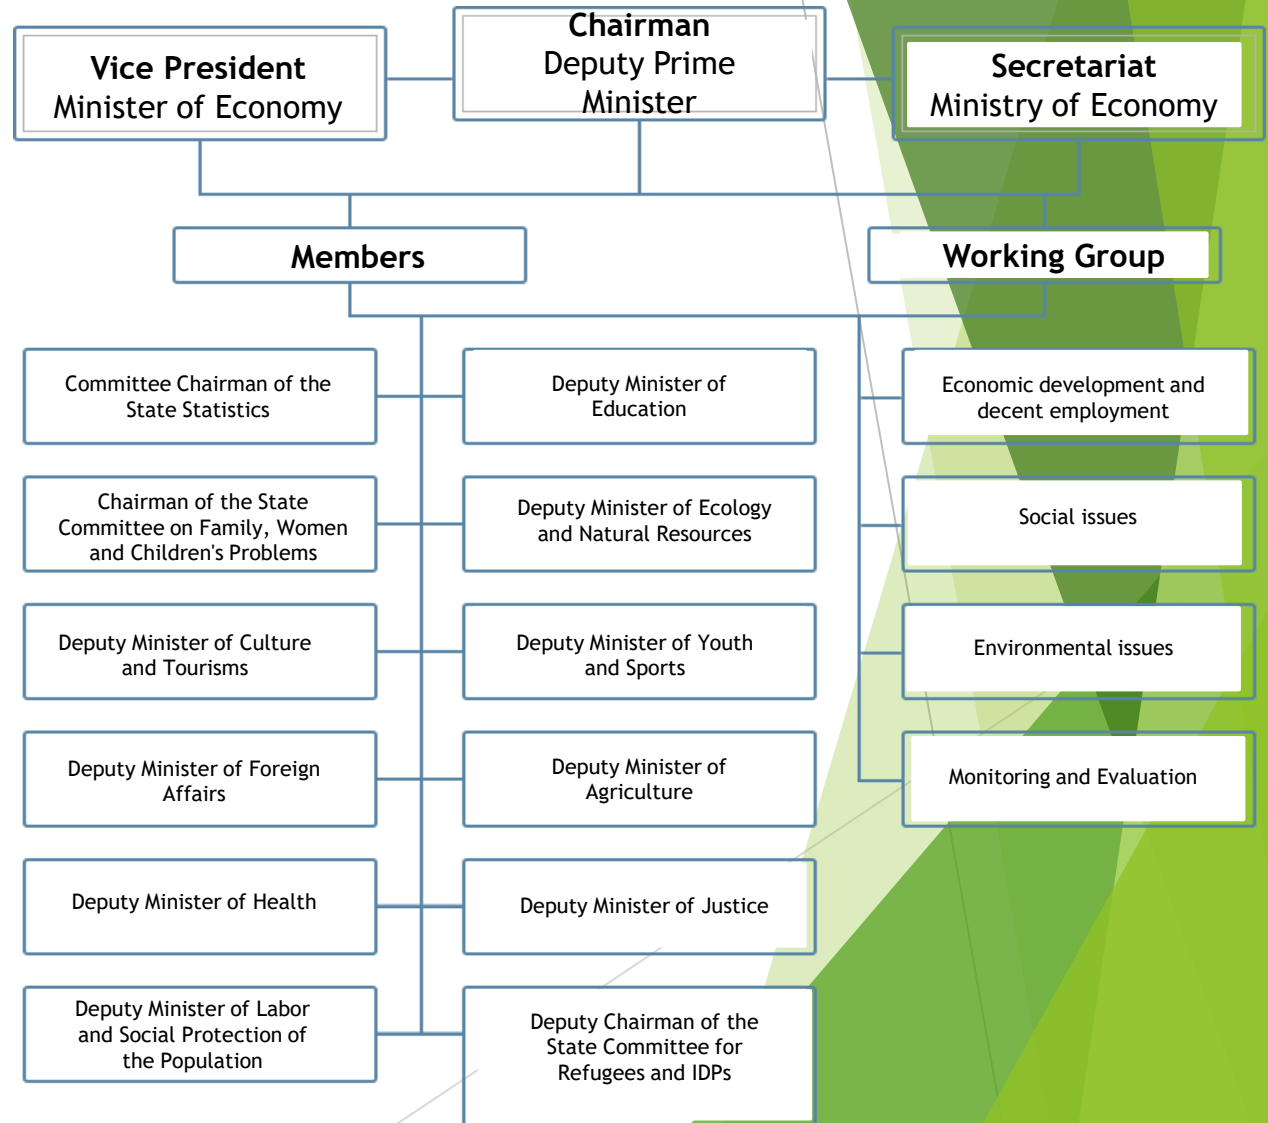 Vice President
Minister of Economy
Chairman
Deputy Prime
Minister
Secretariat
Ministry of Economy
Members
Working Group
Committee Chairman of the
State Statistics
Deputy Minister of
Education
Economic development and
decent employment
Chairman of the State
Committee on Family, Women
and Children's Problems
Deputy Minister of Ecology
and Natural Resources
Social issues
Deputy Minister of Culture
and Tourisms
Deputy Minister of Youth
and Sports
Environmental issues
Deputy Minister of Foreign
Affairs
Deputy Minister of
Agriculture
Monitoring and Evaluation
Deputy Minister of Health
Deputy Minister of Justice
Deputy Minister of Labor
and Social Protection of
the Population
Deputy Chairman of the
State Committee for
Refugees and IDPs